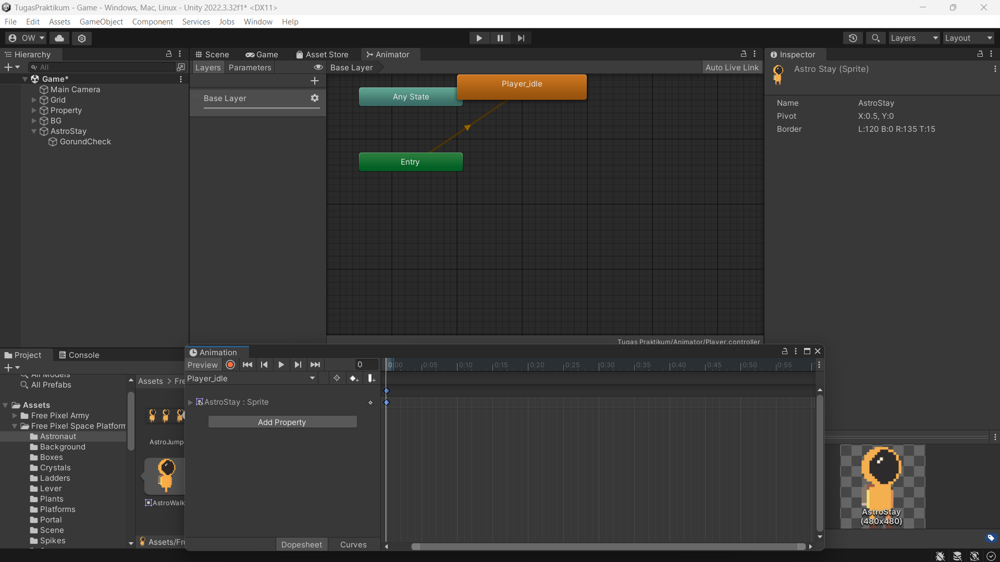 TugasPraktikum - Game - Windows, Mac, Linux - Unity 2022.3.32f1* <DX11>
File Edit Assets GameObject Component Services Jobs Window Help
OW
Layers
Layout
Hierarchy
All
Game*
Main Camera
Grid
Property
BG
AstroStay
GorundCheck
Scene
Game
Asset Store
Animator
Layers
Parameters
Base Layer
Auto Live Link
Base Layer
Any State
Player_idle
Entry
Tugas Praktikum/Animator/Player.controller
Inspector
Astro Stay (Sprite)
Name AstroStay
Pivot X:0.5, Y:0
Border L:120 B:0 R:135 T:15
Project
Console
All Models
All Prefabs
Assets
Free Pixel Army
Free Pixel Space Platform
Astronaut
Background
Boxes
Crystals
Ladders
Lever
Plants
Platforms
Portal
Scene
Spikes
Assets > Fre
AstroJump
AstroWalk
Assets/Fre
Animation
Preview
0
0:00 0:05 0:10 0:15 0:20 0:25 0:30 0:35 0:40 0:45 0:50 0:55
Player_idle
AstroStay : Sprite
Add Property
Dopesheet
Curves
AstroStay
(480x480)